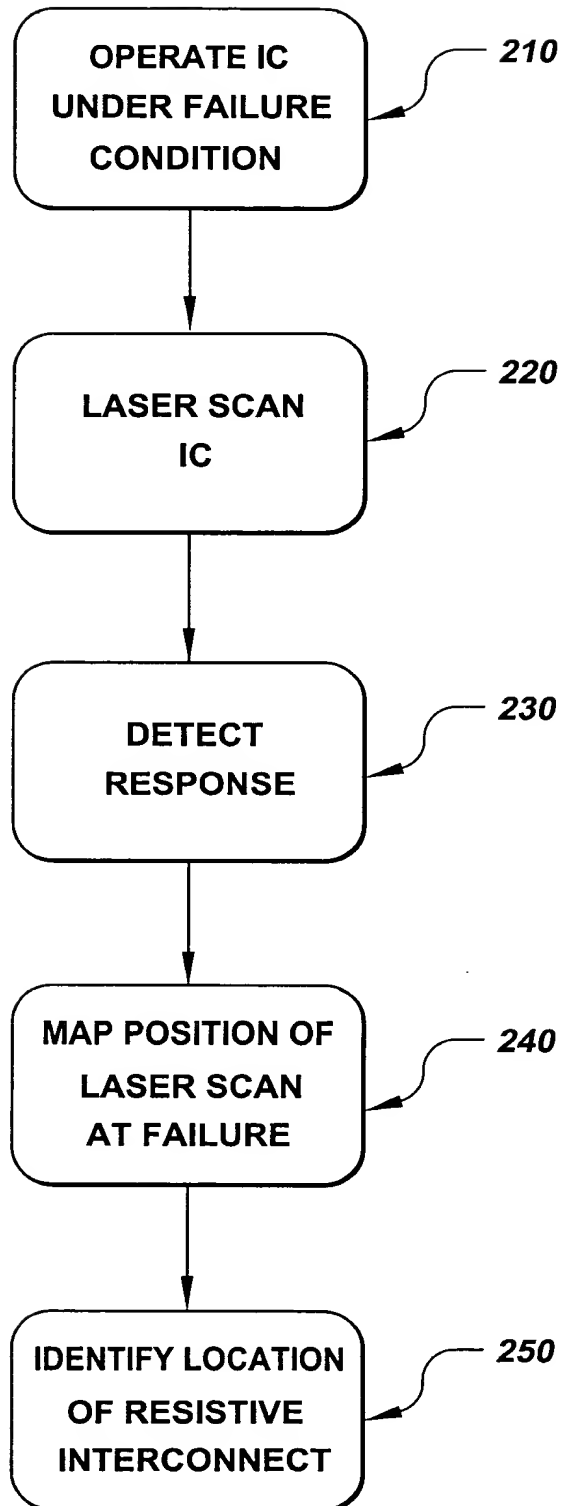 OPERATE IC
UNDER FAILURE
CONDITION
210
LASER SCAN
IC
220
DETECT
RESPONSE
230
MAP POSITION OF
LASER SCAN
AT FAILURE
240
IDENTIFY LOCATION
OF RESISTIVE
INTERCONNECT
250